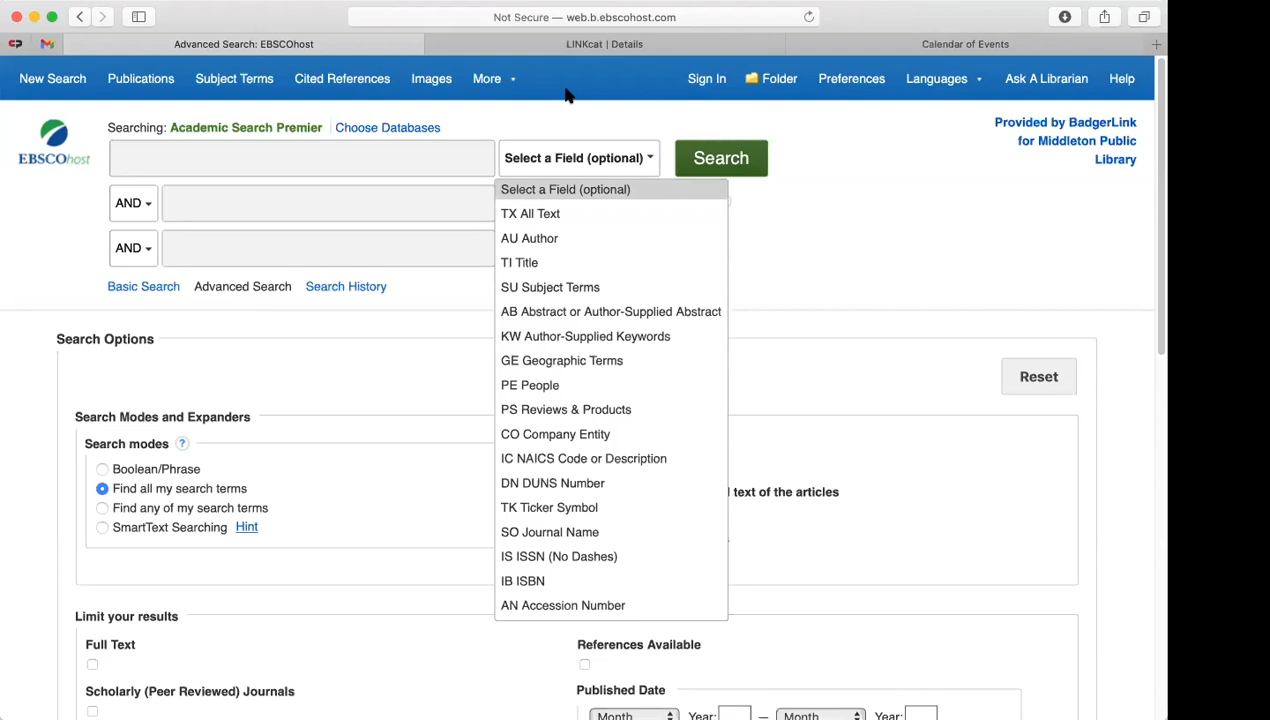 Not Secure — web.b.ebscohost.com
Advanced Search: EBSCOhost
LINKcat | Details
Calendar of Events
New Search
Publications
Subject Terms
Cited References
Images
More
Sign In
Folder
Preferences
Languages
Ask A Librarian
Help
Searching: Academic Search Premier
Choose Databases
Provided by BadgerLink
for Middleton Public
Library
EBSCOhost
Select a Field (optional)
Search
AND
AND
Basic Search
Advanced Search
Search History
Select a Field (optional)
TX All Text
AU Author
TI Title
SU Subject Terms
AB Abstract or Author-Supplied Abstract
KW Author-Supplied Keywords
GE Geographic Terms
PE People
PS Reviews & Products
CO Company Entity
IC NAICS Code or Description
DN DUNS Number
TK Ticker Symbol
SO Journal Name
IS ISSN (No Dashes)
IB ISBN
AN Accession Number
Search Options
Reset
Search Modes and Expanders
Search modes ?
Boolean/Phrase
Find all my search terms
Find any of my search terms
SmartText Searching Hint
text of the articles
Limit your results
Full Text
References Available
Scholarly (Peer Reviewed) Journals
Published Date
Month Year: — Month Year: